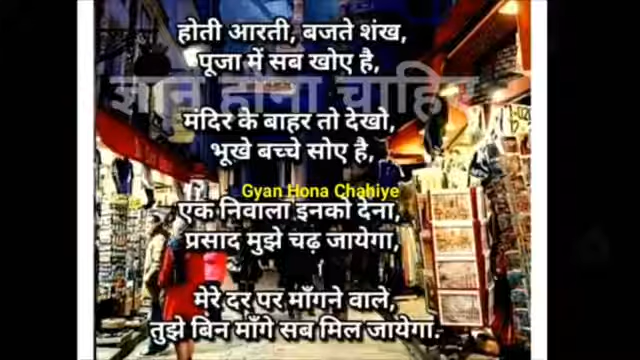 होती आरती, बजते शंख,
पूजा में सब खोए है,
ज्ञान होना चाहिए
मंदिर के बाहर तो देखो,
भूखे बच्चे सोए है,
Gyan Hona Chahiye
एक निवाला इनको देना,
प्रसाद मुझे चढ़ जायेगा,
मेरे दर पर माँगने वाले,
तुझे बिन माँगे सब मिल जायेगा.